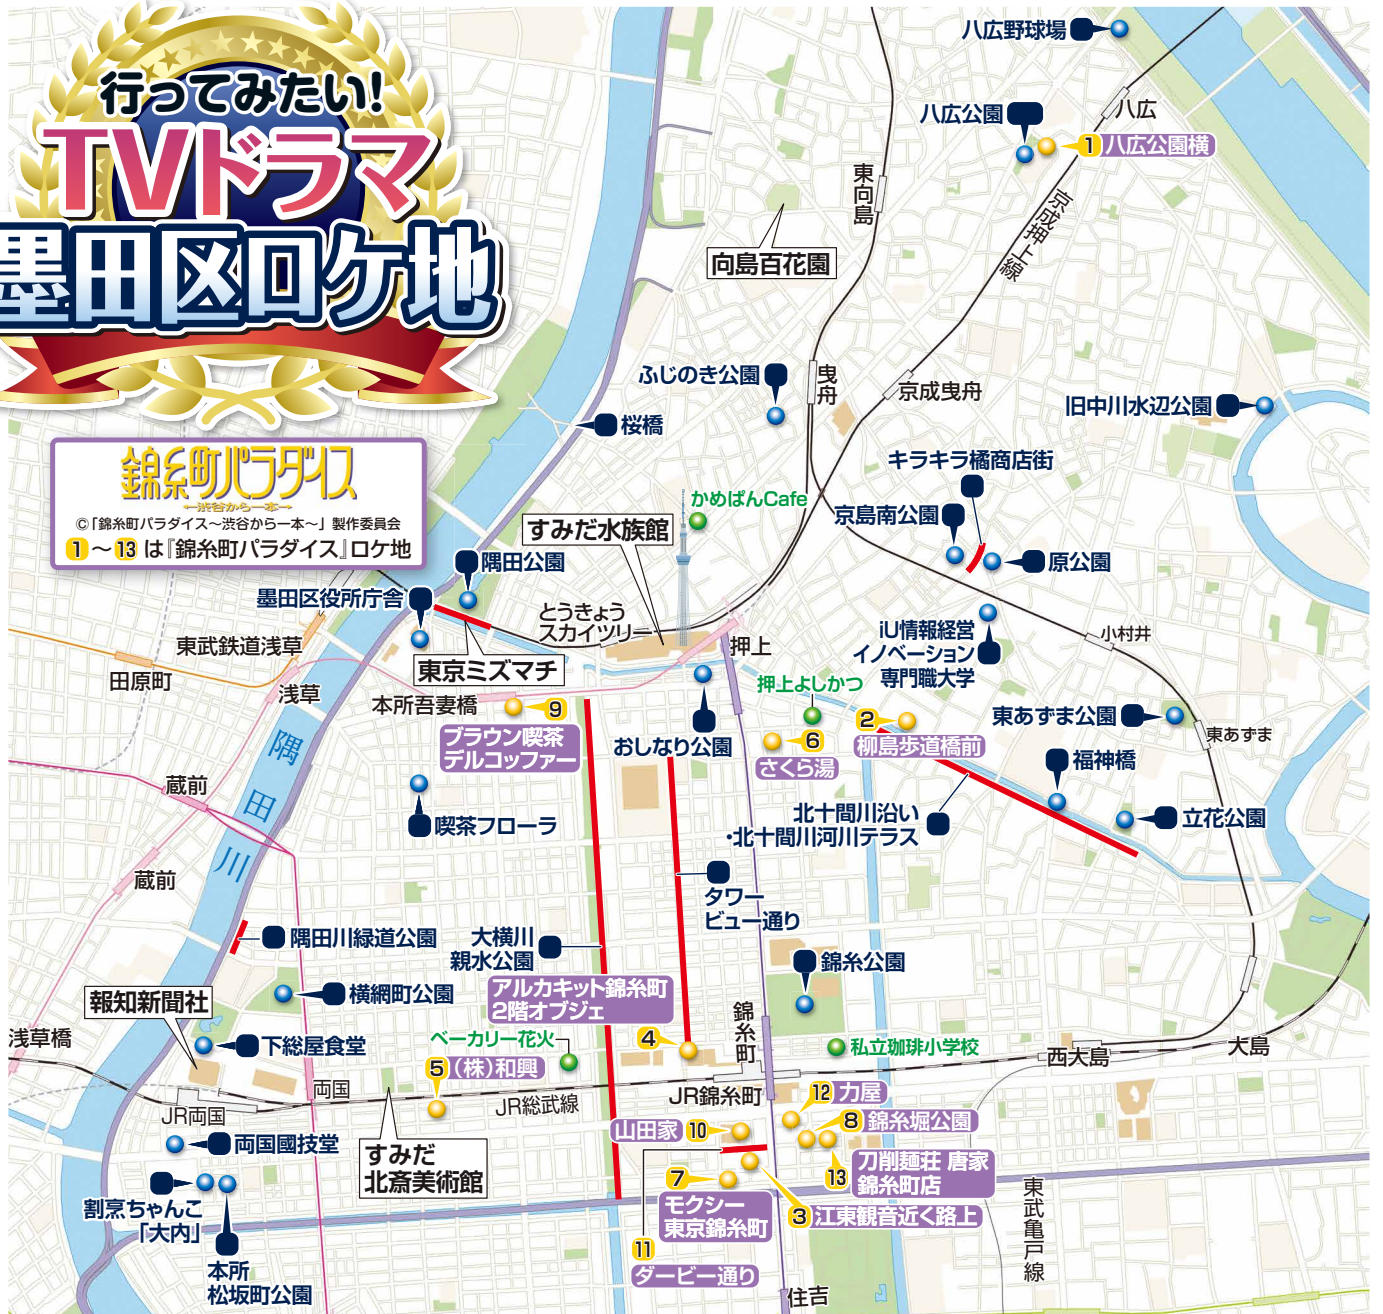 行ってみたい!
TVドラマ
墨田区ロケ地
錦糸町パラダイス
～渋谷から一本～
©「錦糸町パラダイス～渋谷から一本～」製作委員会
1～13は『錦糸町パラダイス』ロケ地
八広野球場
八広公園
八広
1 八広公園横
東向島
京成押上線
向島百花園
ふじのき公園
曳舟
京成曳舟
旧中川水辺公園
桜橋
キラキラ橘商店街
かめぱんCafe
京島南公園
すみだ水族館
原公園
隅田公園
墨田区役所庁舎
とうきょう
スカイツリー
東武鉄道浅草
押上
iU情報経営
イノベーション
専門職大学
小村井
東京ミズマチ
田原町
浅草
本所吾妻橋
9
ブラウン喫茶
デルコッファー
おしなり公園
押上よしかつ
6
さくら湯
2
柳島歩道橋前
東あずま公園
東あずま
福神橋
隅田川
蔵前
喫茶フローラ
北十間川沿い
・北十間川河川テラス
立花公園
蔵前
タワー
ビュー通り
隅田川緑道公園
大横川
親水公園
錦糸公園
アルカキット錦糸町
2階オブジェ
横網町公園
報知新聞社
錦糸町
浅草橋
下総屋食堂
ベーカリー花火
4
私立珈琲小学校
西大島
大島
5 (株)和興
両国
JR両国
JR総武線
JR錦糸町
12 力屋
8 錦糸堀公園
山田家 10
両国國技堂
すみだ
北斎美術館
13
刀削麺荘 唐家
錦糸町店
7
モクシー
東京錦糸町
3 江東観音近く路上
割烹ちゃんこ
「大内」
東武亀戸線
11
ダービー通り
本所
松坂町公園
住吉